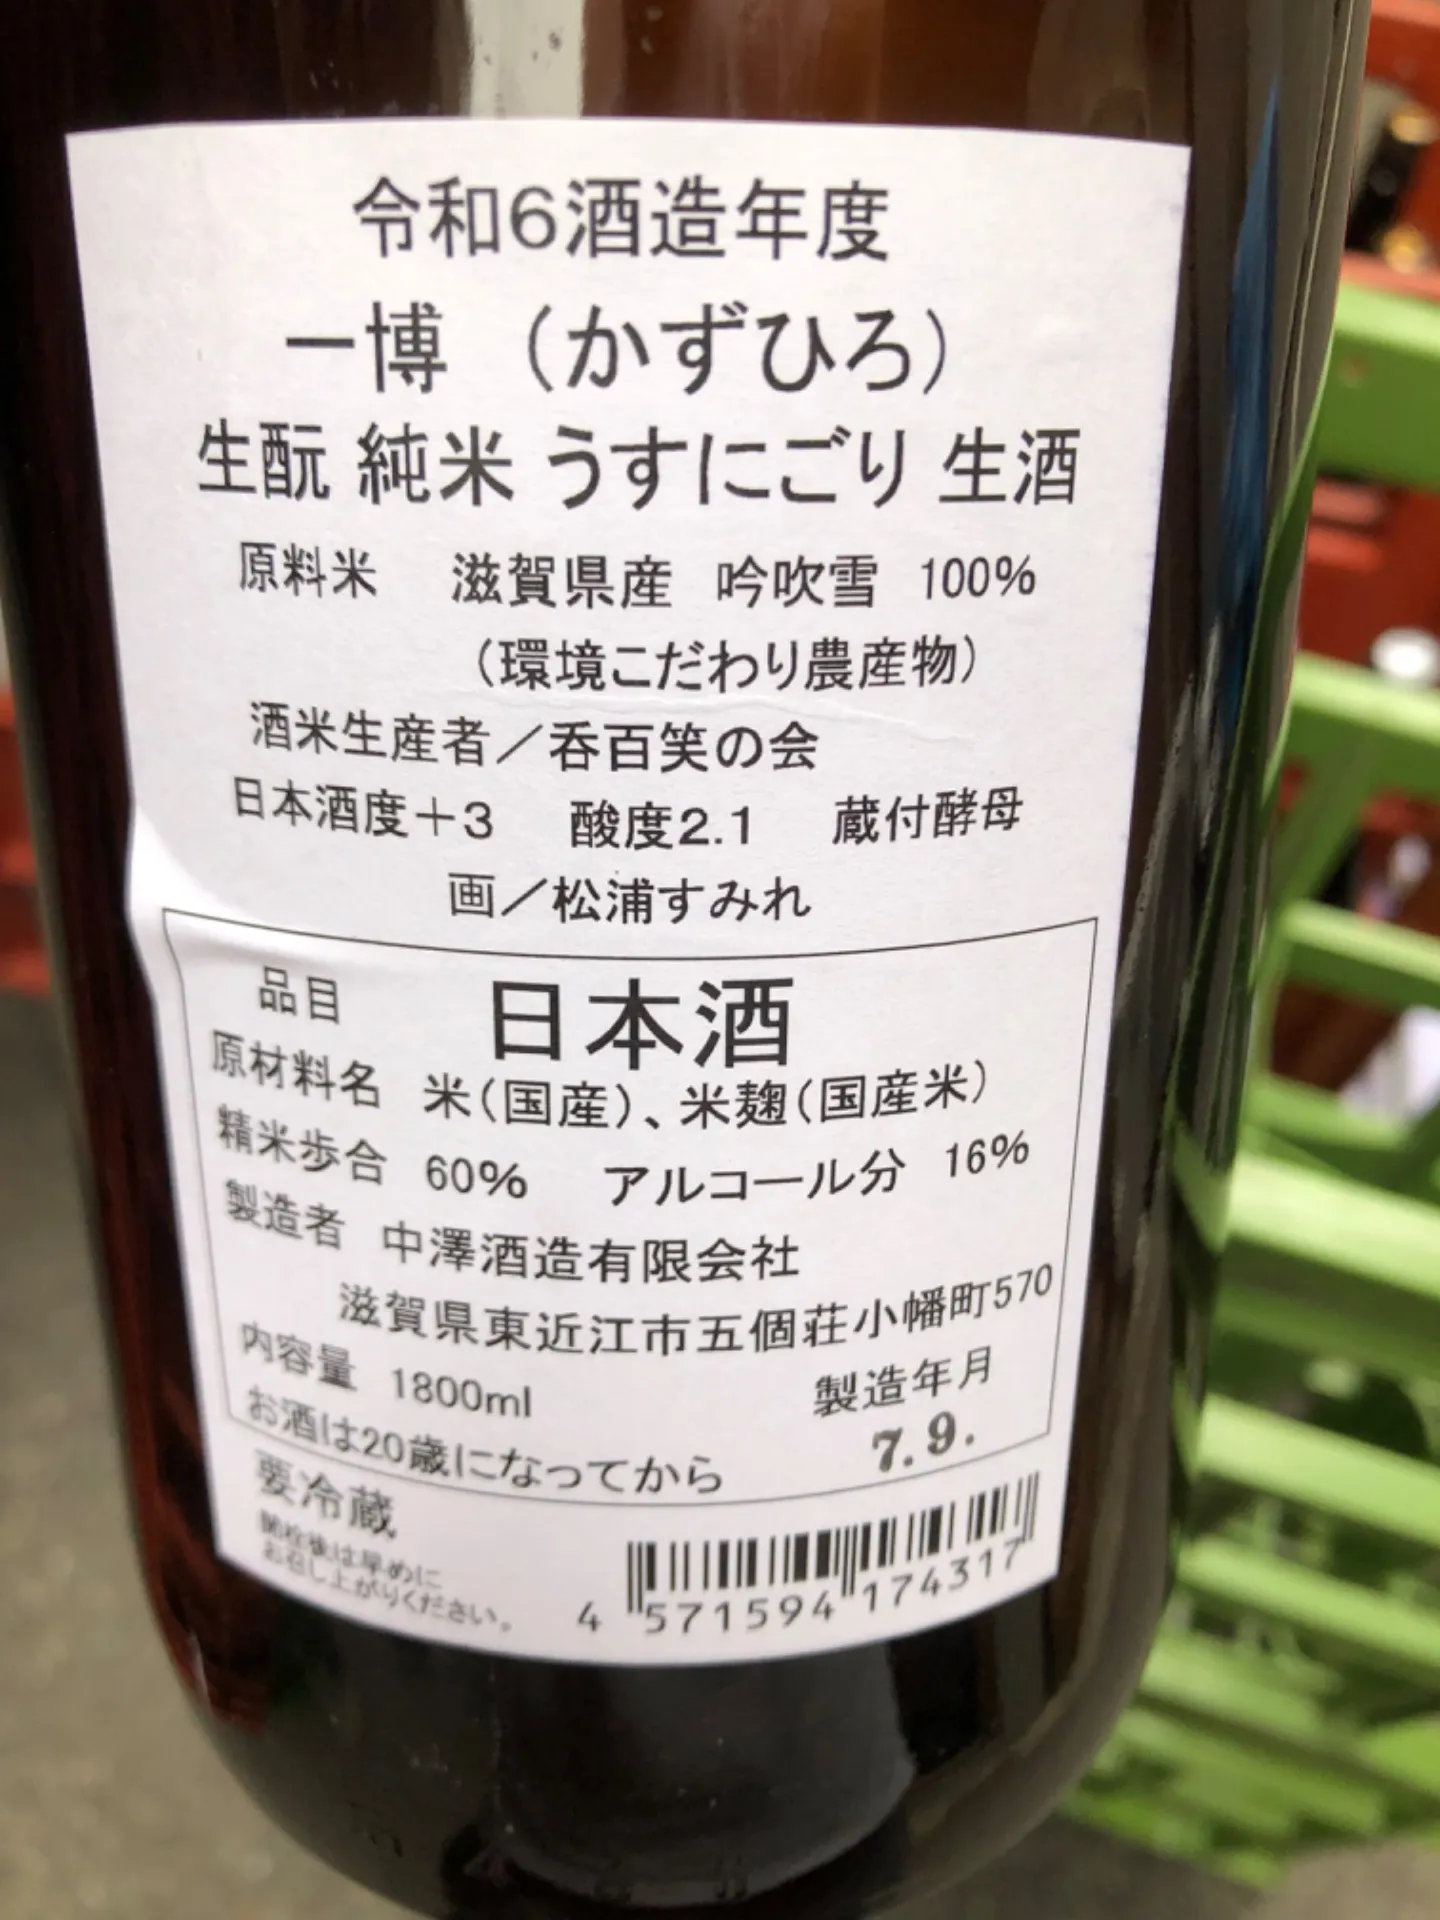 令和6酒造年度
一博 （かずひろ）
生酛 純米 うすにごり 生酒
原料米 滋賀県産 吟吹雪 100%
（環境こだわり農産物）
酒米生産者／呑百笑の会
日本酒度＋3 酸度2.1 蔵付酵母
画／松浦すみれ
品目 日本酒
原材料名 米（国産）、米麹（国産米）
精米歩合 60% アルコール分 16%
製造者 中澤酒造有限会社
滋賀県東近江市五個荘小幡町570
内容量 1800ml 製造年月
お酒は20歳になってから 7.9.
要冷蔵
開栓後は早めに
お召し上がりください。
4 571594 174317